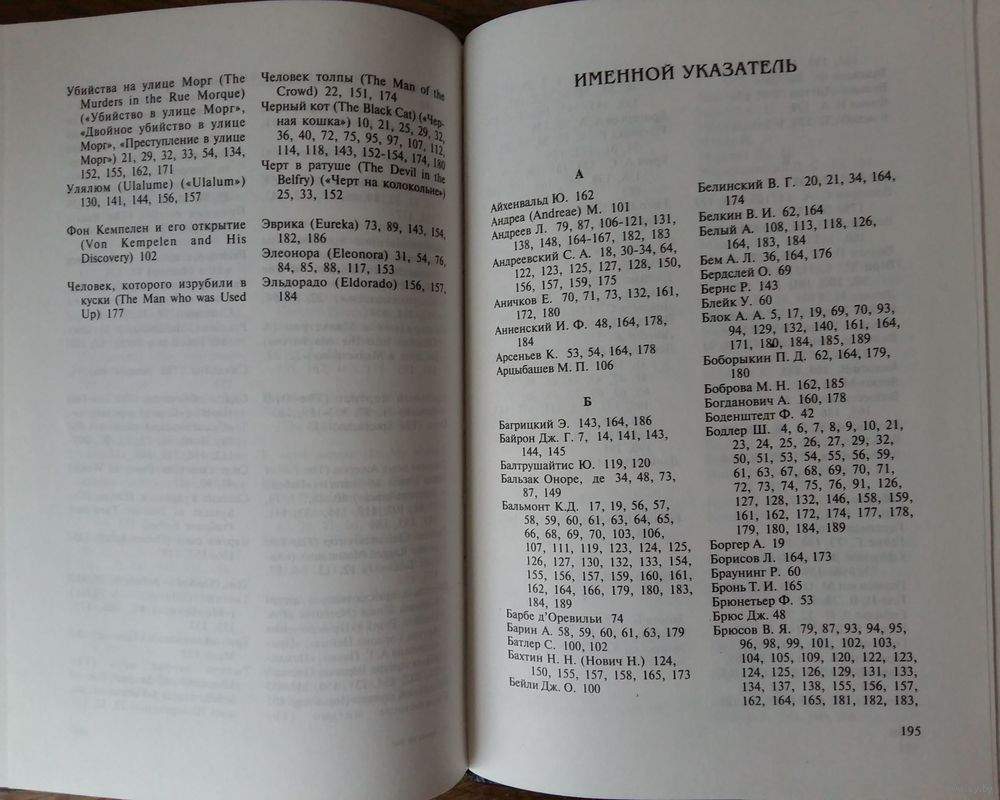 Убийства на улице Морг (The
Murders in the Rue Morque)
(«Убийство в улице Морг»,
«Двойное убийство в улице
Морг», «Преступление в улице
Морг») 21, 29, 32, 33, 54, 134,
152, 155, 162, 171
Улялюм (Ulalume) («Ulalum»)
130, 141, 144, 156, 157
Фон Кемпелен и его открытие
(Von Kempelen and His
Discovery) 102
Человек, которого изрубили в
куски (The Man who was Used
Up) 177
Человек толпы (The Man of the
Crowd) 22, 151, 174
Черный кот (The Black Cat) («Чер-
ная кошка») 10, 21, 25, 29, 32,
36, 40, 72, 75, 95, 97, 107, 112,
114, 118, 143, 152-154, 174, 180
Черт в ратуше (The Devil in the
Belfry) («Черт на колокольне»)
25, 33, 152
Эврика (Eureka) 73, 89, 143, 154,
182, 186
Элеонора (Eleonora) 31, 54, 76,
84, 85, 88, 117, 153
Эльдорадо (Eldorado) 156, 157,
184
ИМЕННОЙ УКАЗАТЕЛЬ
А
Айхенвальд Ю. 162
Андреа (Andreae) М. 101
Андреев Л. 79, 87, 106-121, 131,
138, 148, 164-167, 182, 183
Андреевский С. А. 18, 30-34, 64,
122, 123, 125, 127, 128, 150,
156, 157, 159, 175
Аничков Е. 70, 71, 73, 132, 161,
172, 180
Анненский И. Ф. 48, 164, 178,
184
Арсеньев К. 53, 54, 164, 178
Арцыбашев М. П. 106
Б
Багрицкий Э. 143, 164, 186
Байрон Дж. Г. 7, 14, 141, 143,
144, 145
Балтрушайтис Ю. 119, 120
Бальзак Оноре, де 34, 48, 73,
87, 149
Бальмонт К.Д. 17, 19, 56, 57,
58, 59, 60, 61, 63, 64, 65,
66, 68, 69, 70, 103, 106,
107, 111, 119, 123, 124, 125,
126, 127, 130, 132, 133, 154,
155, 156, 157, 159, 160, 161,
162, 164, 166, 179, 180, 183,
184, 189
Барбе д’Оревильи 74
Барин А. 58, 59, 60, 61, 63, 179
Батлер С. 100, 102
Бахтин Н. Н. (Нович Н.) 124,
150, 155, 157, 158, 165, 173
Бейли Дж. О. 100
Белинский В. Г. 20, 21, 34, 164,
174
Белкин В. И. 62, 164
Белый А. 108, 113, 118, 126,
164, 183, 184
Бем А. Л. 36, 164, 176
Бердслей О. 69
Бернс Р. 143
Блейк У. 60
Блок А. А. 5, 17, 19, 69, 70, 93,
94, 129, 132, 140, 161, 164,
171, 180, 184, 185, 189
Боборыкин П. Д. 62, 164, 179,
180
Боброва М. Н. 162, 185
Богданович А. 160, 178
Боденштедт Ф. 42
Бодлер Ш. 4, 6, 7, 8, 9, 10, 21,
23, 24, 25, 26, 27, 29, 32,
50, 51, 53, 54, 55, 56, 59,
61, 63, 67, 68, 69, 70, 71,
72, 73, 74, 75, 76, 91, 126,
127, 128, 132, 146, 158, 159,
161, 162, 172, 174, 177, 178,
179, 180, 184, 189
Боргер А. 19
Борисов Л. 164, 173
Браунинг Р. 60
Бронь Т. И. 165
Брюнетьер Ф. 53
Брюс Дж. 48
Брюсов В. Я. 79, 87, 93, 94, 95,
96, 98, 99, 101, 102, 103,
104, 105, 109, 120, 122, 123,
124, 125, 126, 129, 131, 133,
134, 137, 138, 155, 156, 157,
162, 164, 165, 181, 182, 183,
195